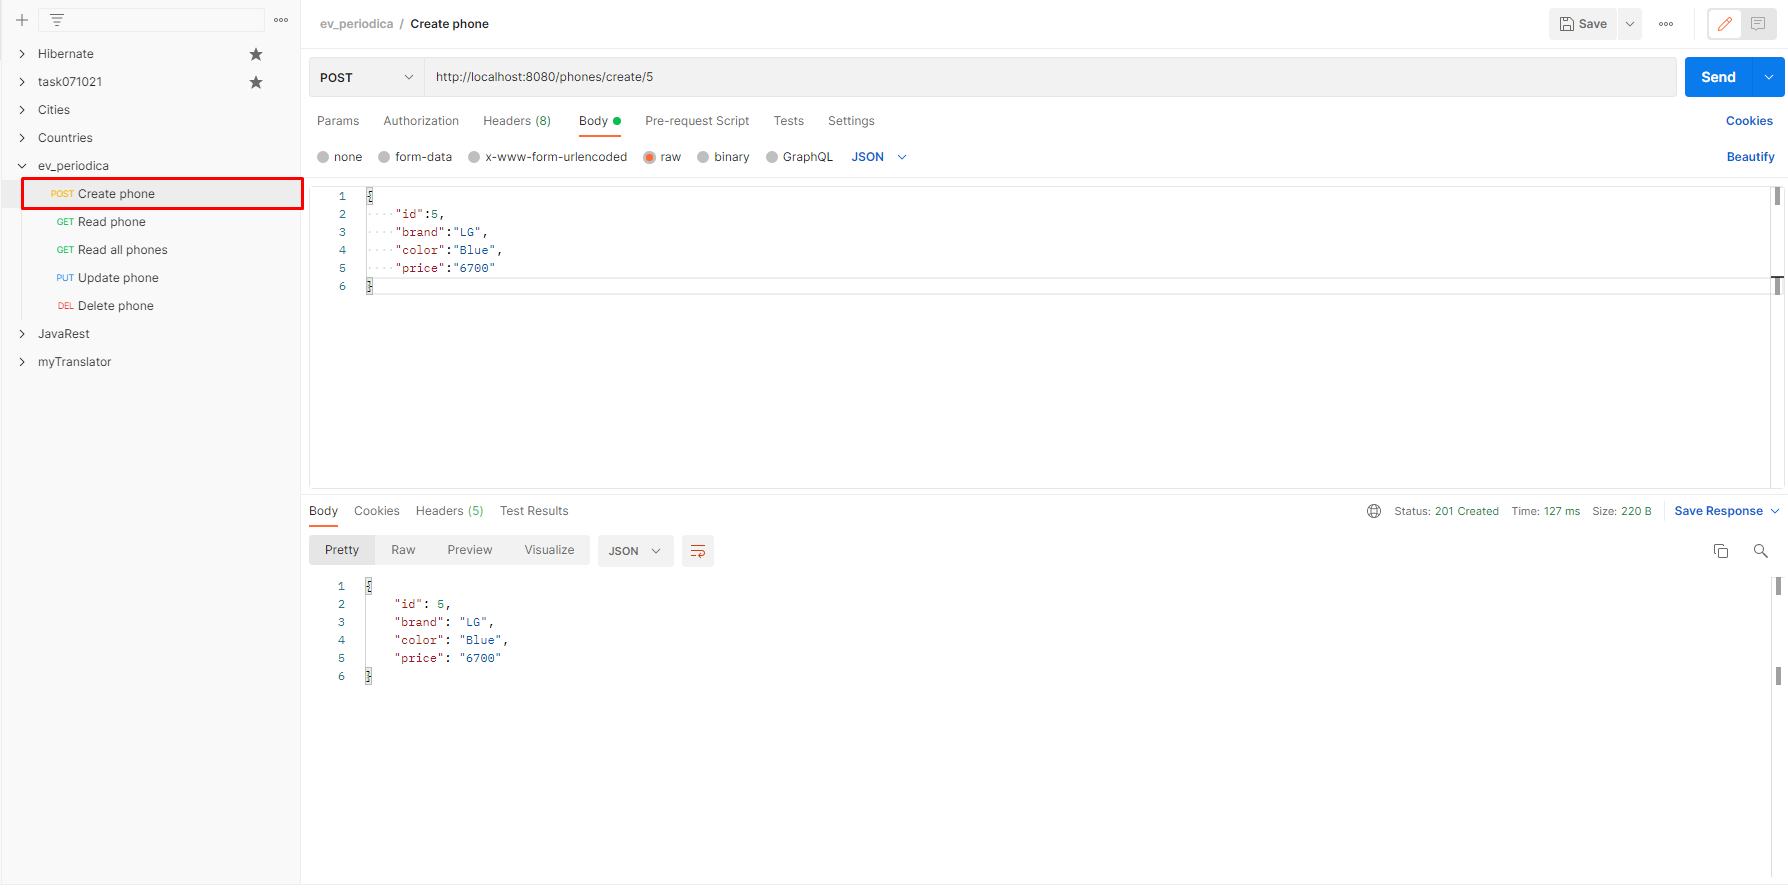 ev_periodica / Create phone
Save
Hibernate
task071021
Cities
Countries
ev_periodica
POST Create phone
GET Read phone
GET Read all phones
PUT Update phone
DEL Delete phone
JavaRest
myTranslator
POST http://localhost:8080/phones/create/5 Send
Params Authorization Headers (8) Body Pre-request Script Tests Settings Cookies
none form-data x-www-form-urlencoded raw binary GraphQL JSON Beautify
1 {
2 "id":5,
3 "brand":"LG",
4 "color":"Blue",
5 "price":"6700"
6 }
Body Cookies Headers (5) Test Results Status: 201 Created Time: 127 ms Size: 220 B Save Response
Pretty Raw Preview Visualize JSON
1 {
2 "id": 5,
3 "brand": "LG",
4 "color": "Blue",
5 "price": "6700"
6 }